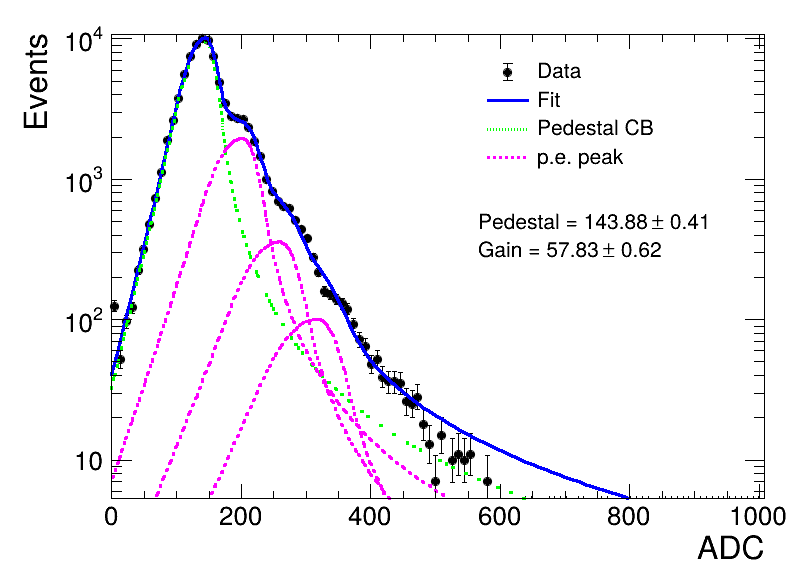 Events
10⁴
10³
10²
10
Data
Fit
Pedestal CB
p.e. peak
Pedestal = 143.88 ± 0.41
Gain = 57.83 ± 0.62
0 200 400 600 800 1000
ADC